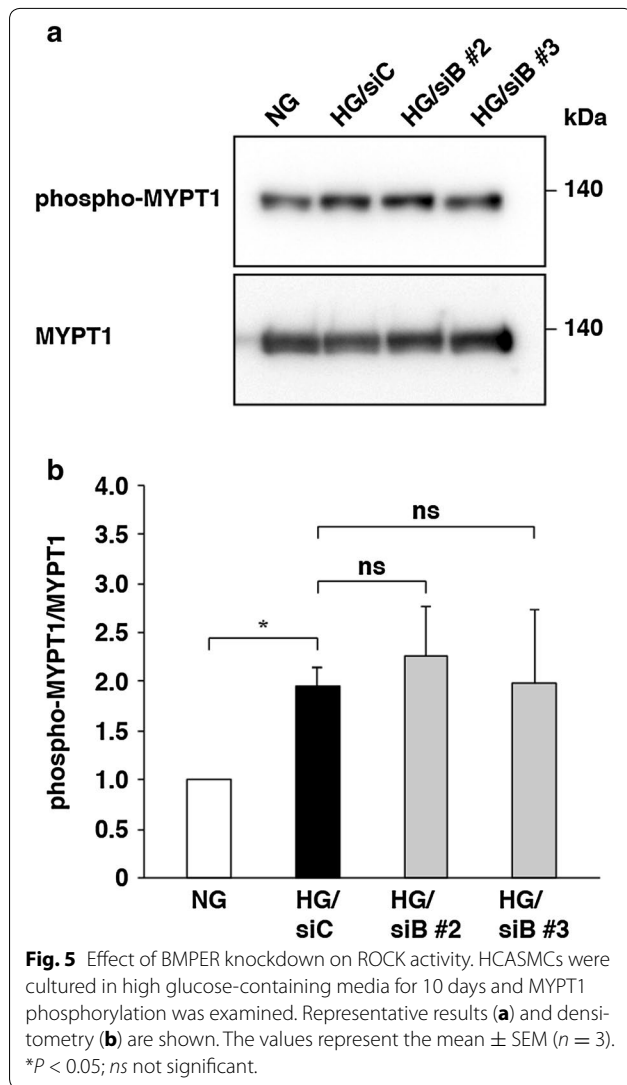 a
NG HG/siC HG/siB #2 HG/siB #3 kDa
phospho-MYPT1 140
MYPT1 140
b
phospho-MYPT1/MYPT1
4.0
3.5
3.0
2.5
2.0
1.5
1.0
0.5
0
* ns ns
NG HG/ HG/ HG/
siC siB #2 siB #3
Fig. 5 Effect of BMPER knockdown on ROCK activity. HCASMCs were
cultured in high glucose-containing media for 10 days and MYPT1
phosphorylation was examined. Representative results (a) and densi-
tometry (b) are shown. The values represent the mean ± SEM (n = 3).
*P < 0.05; ns not significant.